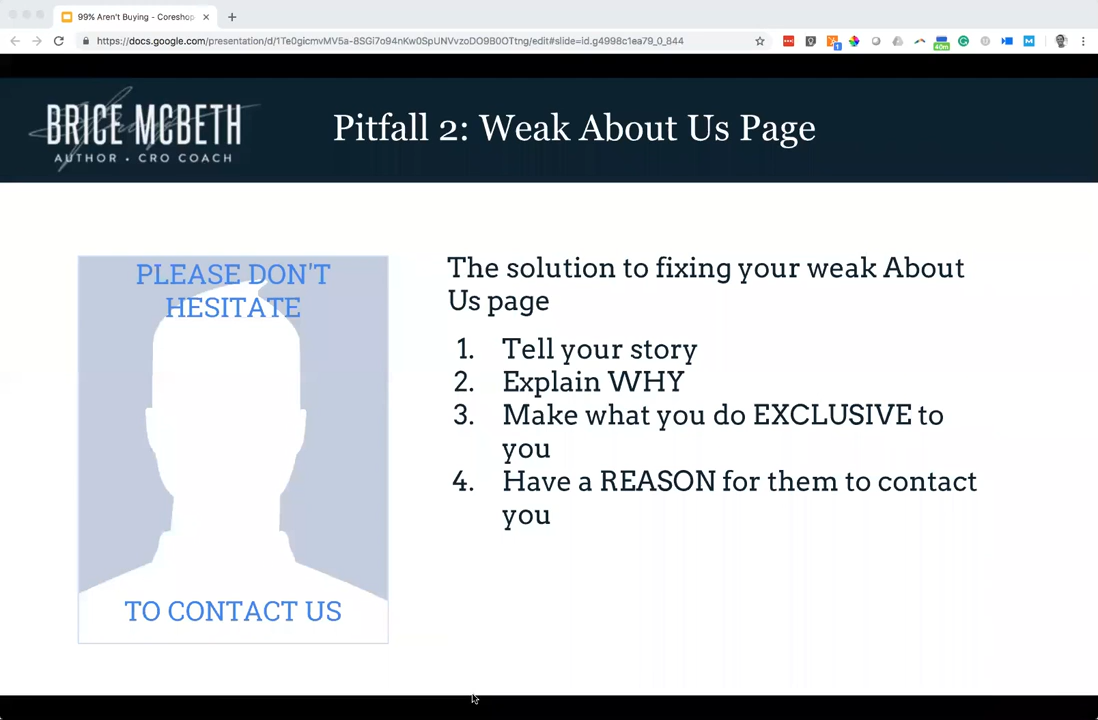 99% Aren't Buying - Coreshop
https://docs.google.com/presentation/d/1Te0gicmvMV5a-8SGi7o94nKw0SpUNVvzoDO9B0OTtng/edit#slide=id.g4998c1ea79_0_844
1
40m
BRICE MCBETH
AUTHOR • CRO COACH
Pitfall 2: Weak About Us Page
PLEASE DON'T
HESITATE
TO CONTACT US
The solution to fixing your weak About
Us page
1. Tell your story
2. Explain WHY
3. Make what you do EXCLUSIVE to
you
4. Have a REASON for them to contact
you